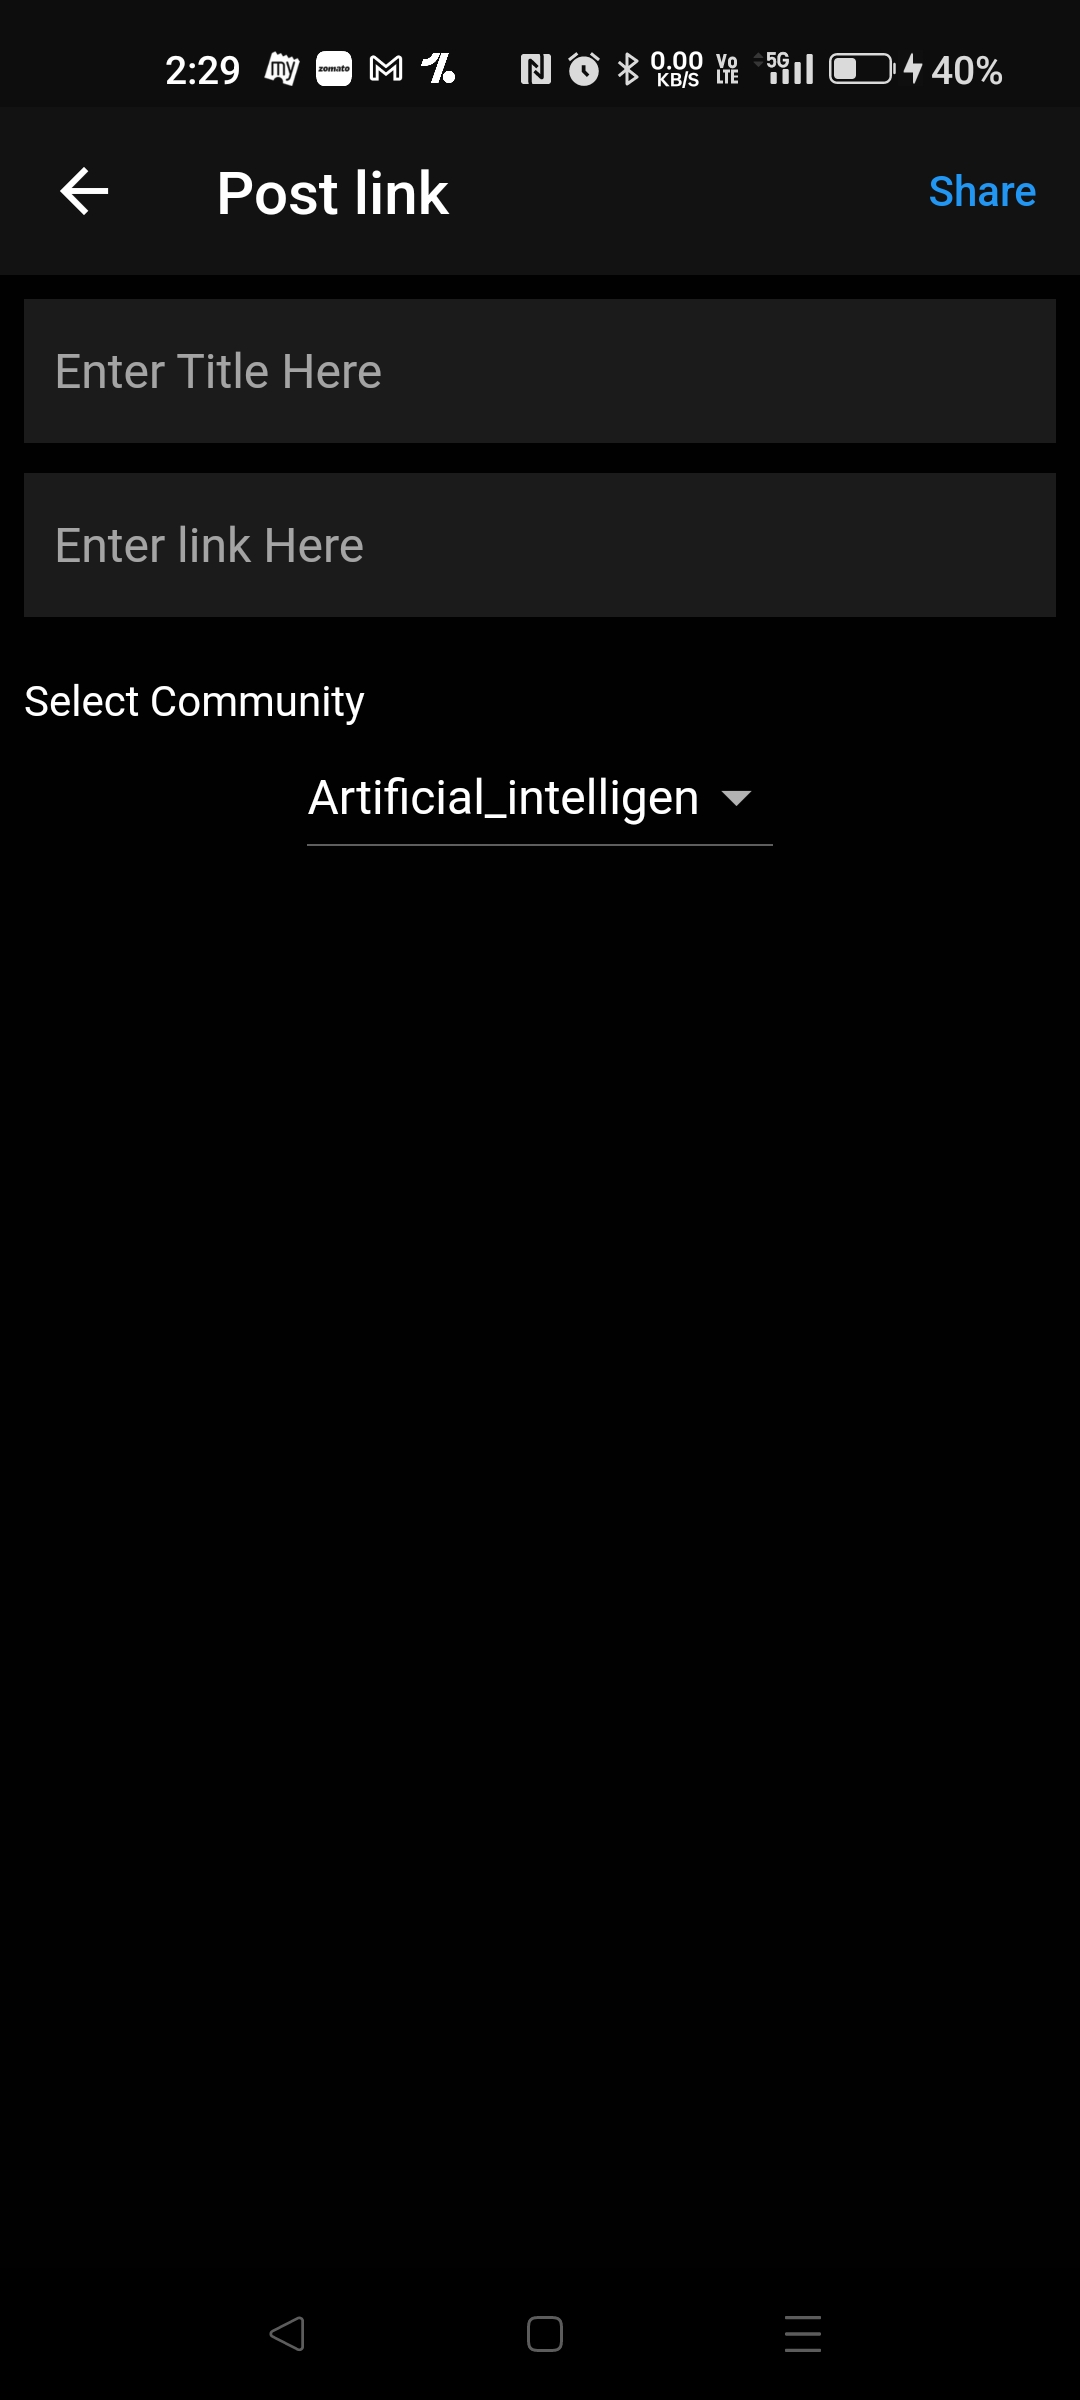 2:29 my zomato 0.00 KB/S Vo LTE 5G 40%
Post link Share
Enter Title Here
Enter link Here
Select Community
Artificial_intelligen